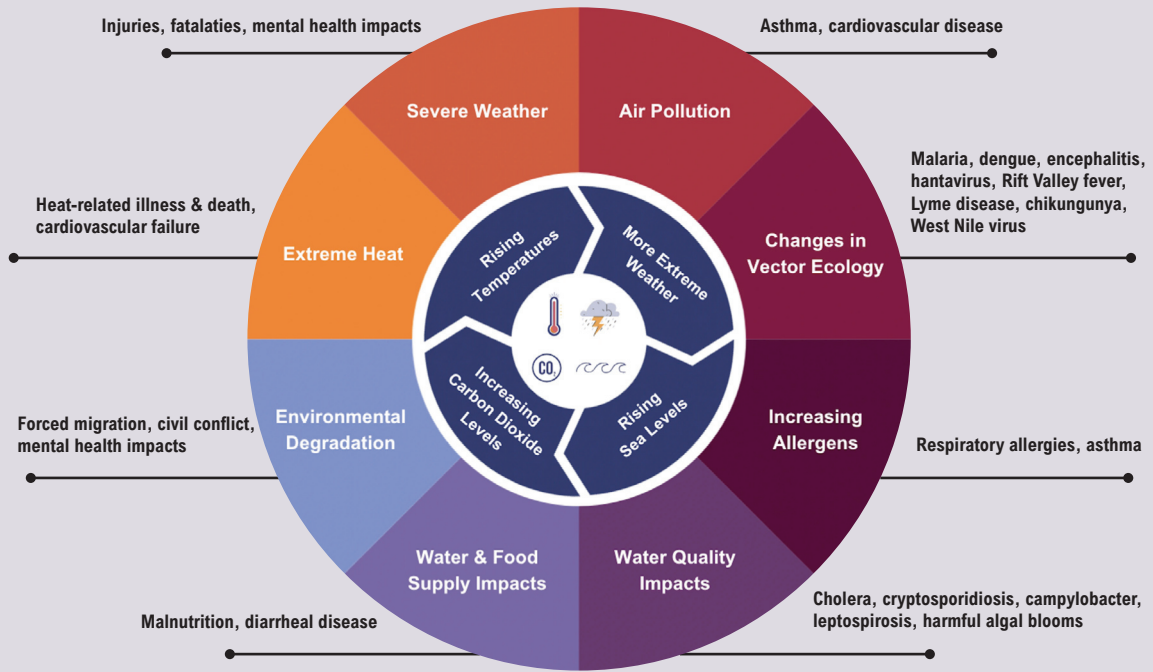 Injuries, fatalaties, mental health impacts
Asthma, cardiovascular disease
Severe Weather
Air Pollution
Malaria, dengue, encephalitis,
hantavirus, Rift Valley fever,
Lyme disease, chikungunya,
West Nile virus
Heat-related illness & death,
cardiovascular failure
Extreme Heat
Changes in
Vector Ecology
Rising
Temperatures
More Extreme
Weather
CO2
Increasing
Carbon Dioxide
Levels
Rising
Sea Levels
Forced migration, civil conflict,
mental health impacts
Environmental
Degradation
Increasing
Allergens
Respiratory allergies, asthma
Water & Food
Supply Impacts
Water Quality
Impacts
Malnutrition, diarrheal disease
Cholera, cryptosporidiosis, campylobacter,
leptospirosis, harmful algal blooms